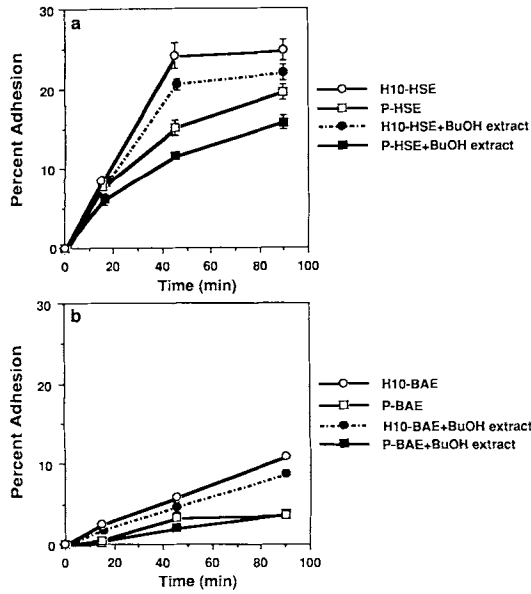 a
30
20
10
0
Percent Adhesion
0 20 40 60 80 100
Time (min)
H10-HSE
P-HSE
H10-HSE+BuOH extract
P-HSE+BuOH extract
b
30
20
10
0
Percent Adhesion
0 20 40 60 80 100
Time (min)
H10-BAE
P-BAE
H10-BAE+BuOH extract
P-BAE+BuOH extract